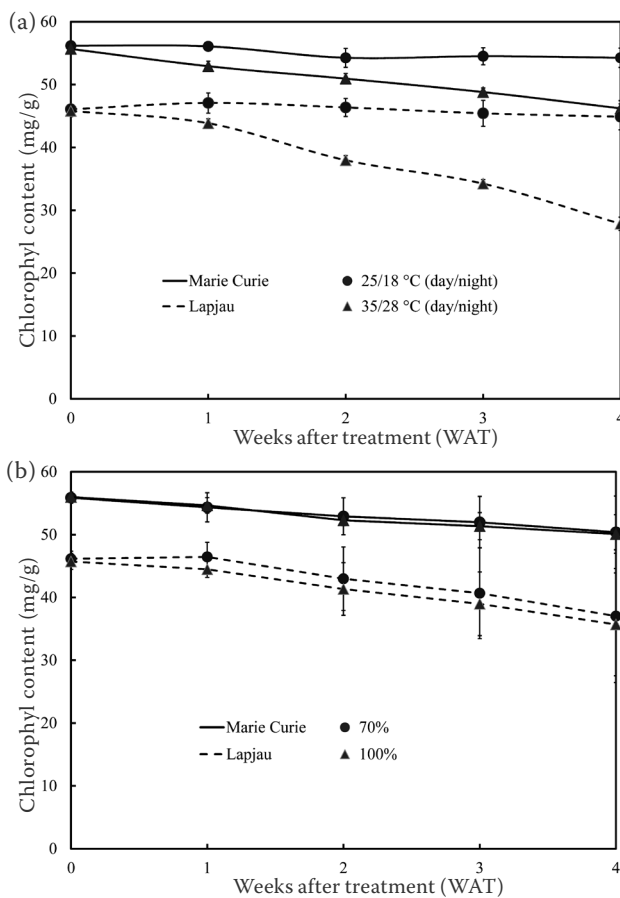 (a)
60
50
40
30
20
10
0
Chlorophyl content (mg/g)
Marie Curie
25/18 °C (day/night)
Lapjau
35/28 °C (day/night)
0 1 2 3 4
Weeks after treatment (WAT)
(b)
60
50
40
30
20
10
0
Chlorophyl content (mg/g)
Marie Curie
70%
Lapjau
100%
0 1 2 3 4
Weeks after treatment (WAT)